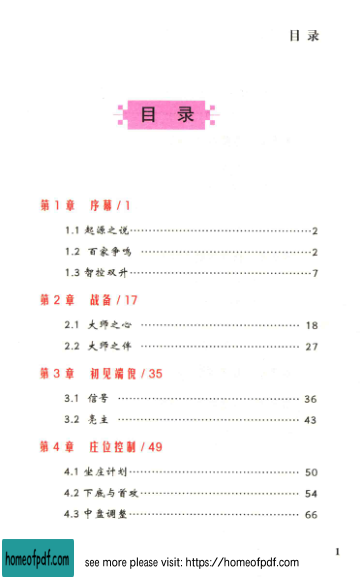 目 录
目 录
第 1 章 序幕 / 1
1.1 起源之说……………………………………2
1.2 百家争鸣……………………………………2
1.3 智控双升……………………………………7
第 2 章 战备 / 17
2.1 大师之心……………………………………18
2.2 大师之伴……………………………………27
第 3 章 初见端倪 / 35
3.1 信号……………………………………36
3.2 亮主……………………………………43
第 4 章 庄位控制 / 49
4.1 坐庄计划……………………………………50
4.2 下底与首攻……………………………………54
4.3 中盘调整……………………………………66
1
homeofpdf.com
see more please visit: https://homeofpdf.com